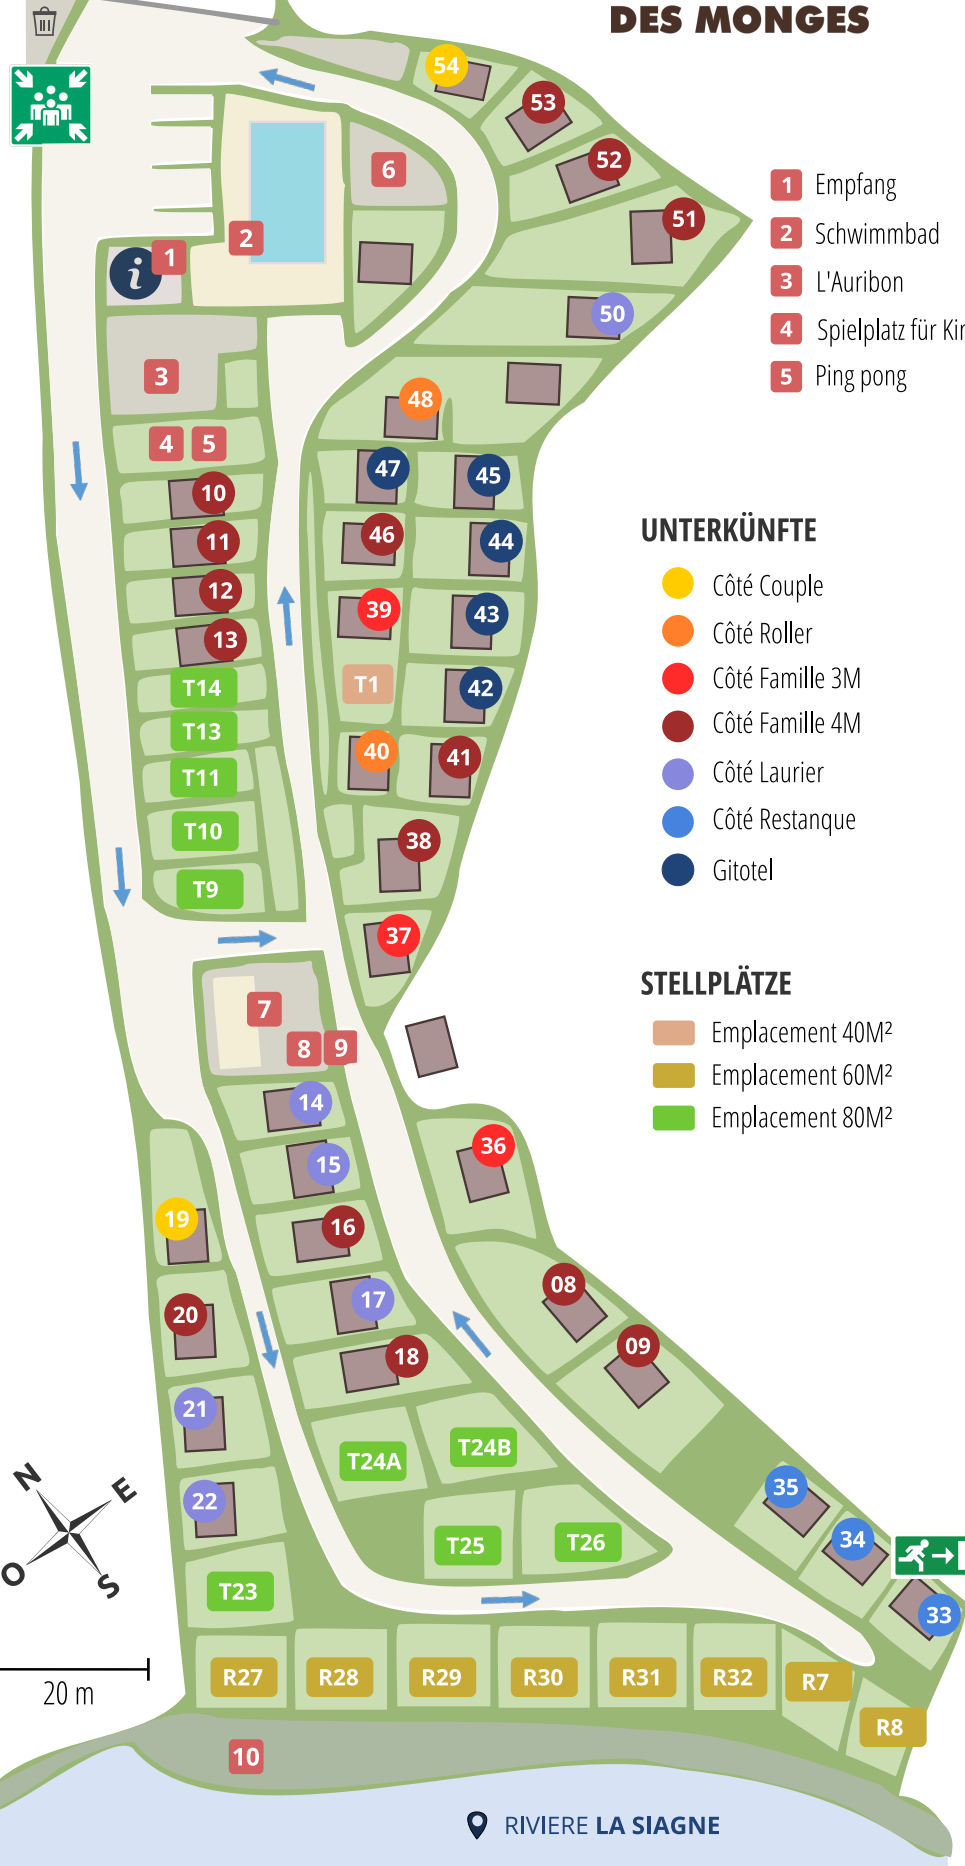 DES MONGES
54
53
52
51
50
6
2
1
3
4 5
1 Empfang
2 Schwimmbad
3 L'Auribon
4 Spielplatz für
5 Ping pong
48
47 45
10
11 46 44
12
39 43
13
T14 T1 42
T13
T11 40 41
T10 38
T9
37
UNTERKÜNFTE
Côté Couple
Côté Roller
Côté Famille 3M
Côté Famille 4M
Côté Laurier
Côté Restanque
Gitotel
STELLPLÄTZE
Emplacement 40M²
Emplacement 60M²
Emplacement 80M²
7
8 9
14
15 36
19 16
20 17 08
18 09
21
T24A T24B
22 35
T25 T26 34
T23 33
N
E
O
S
20 m
R27 R28 R29 R30 R31 R32 R7
R8
10
RIVIERE LA SIAGNE